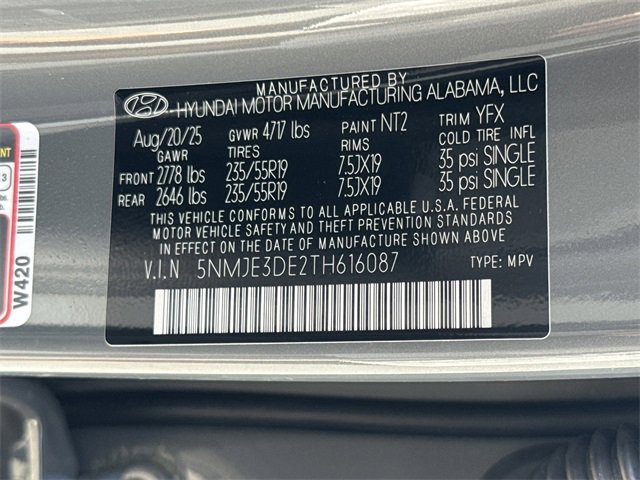 MANUFACTURED BY
HYUNDAI MOTOR MANUFACTURING ALABAMA, LLC
Aug/20/25 GVWR 4717 lbs PAINT NT2 TRIM YFX
GAWR TIRES RIMS COLD TIRE INFL
FRONT 2778 lbs 235/55R19 7.5JX19 35 psi SINGLE
REAR 2646 lbs 235/55R19 7.5JX19 35 psi SINGLE
THIS VEHICLE CONFORMS TO ALL APPLICABLE U.S.A. FEDERAL
MOTOR VEHICLE SAFETY AND THEFT PREVENTION STANDARDS
IN EFFECT ON THE DATE OF MANUFACTURE SHOWN ABOVE.
V.I.N 5NMJE3DE2TH616087 TYPE: MPV
W420